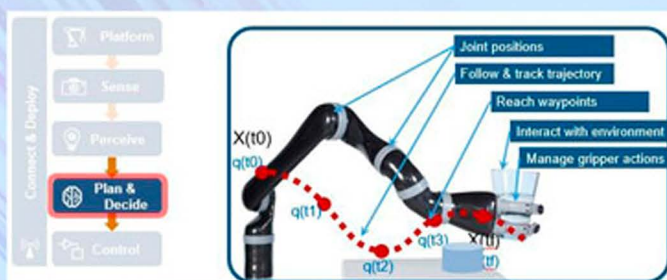 Connect & Deploy
Platform
Sense
Perceive
Plan &
Decide
Control
Joint positions
Follow & track trajectory
Reach waypoints
Interact with environment
Manage gripper actions
X(t0)
q(t0)
q(t1)
q(t2)
q(t3)
X(tf)
(tf)